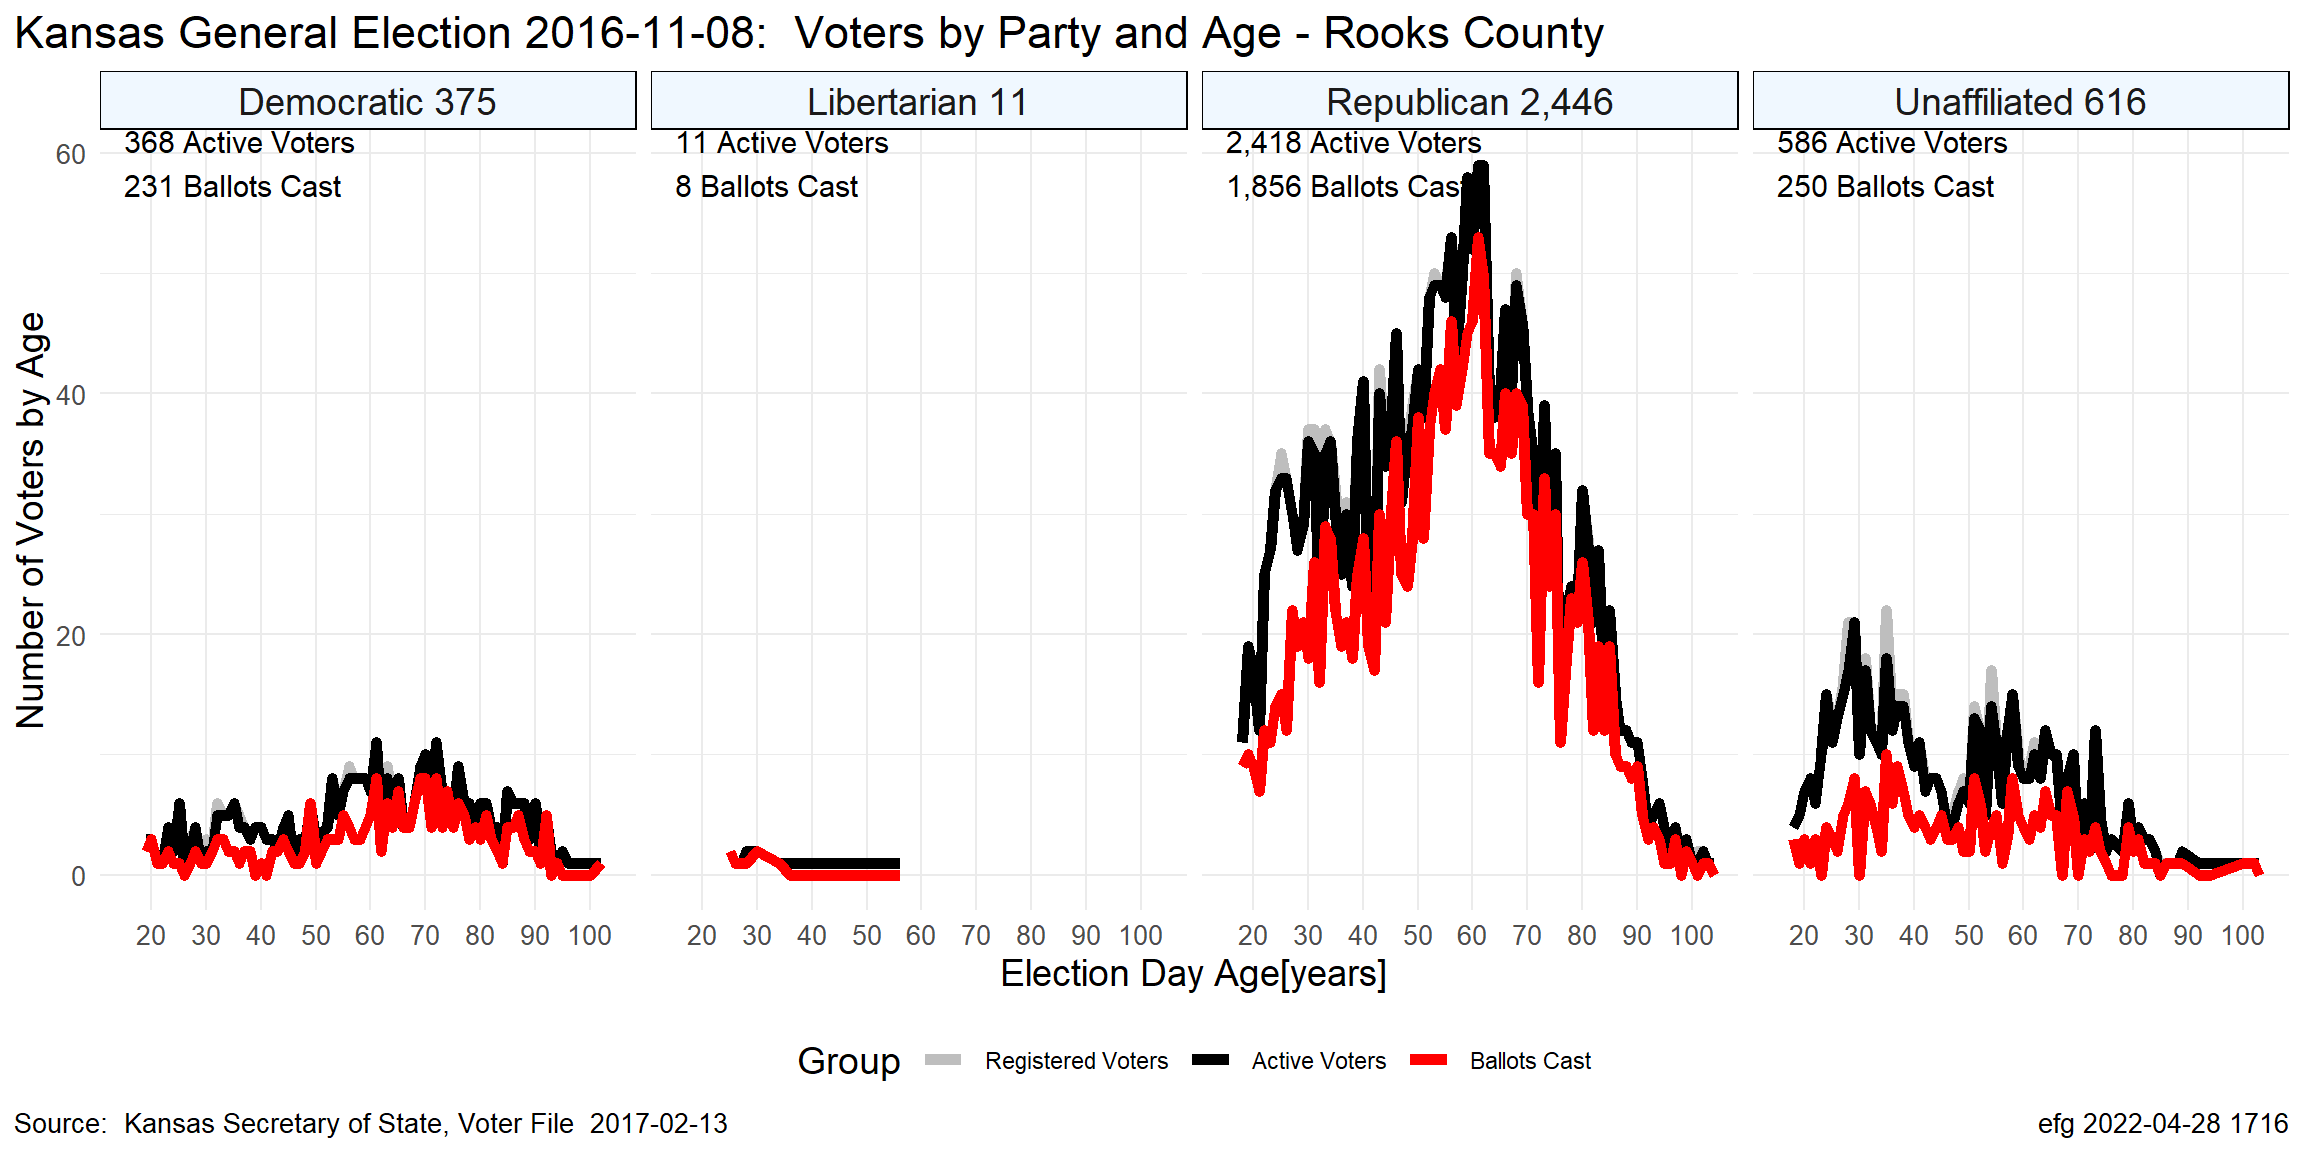 Kansas General Election 2016-11-08:  Voters by Party and Age - Rooks County
Democratic 375
Libertarian 11
Republican 2,446
Unaffiliated 616
368 Active Voters
231 Ballots Cast
11 Active Voters
8 Ballots Cast
2,418 Active Voters
1,856 Ballots Cast
586 Active Voters
250 Ballots Cast
Number of Voters by Age
60
40
20
0
20 30 40 50 60 70 80 90 100
20 30 40 50 60 70 80 90 100
20 30 40 50 60 70 80 90 100
20 30 40 50 60 70 80 90 100
Election Day Age[years]
Group Registered Voters Active Voters Ballots Cast
Source:  Kansas Secretary of State, Voter File  2017-02-13
efg 2022-04-28 1716